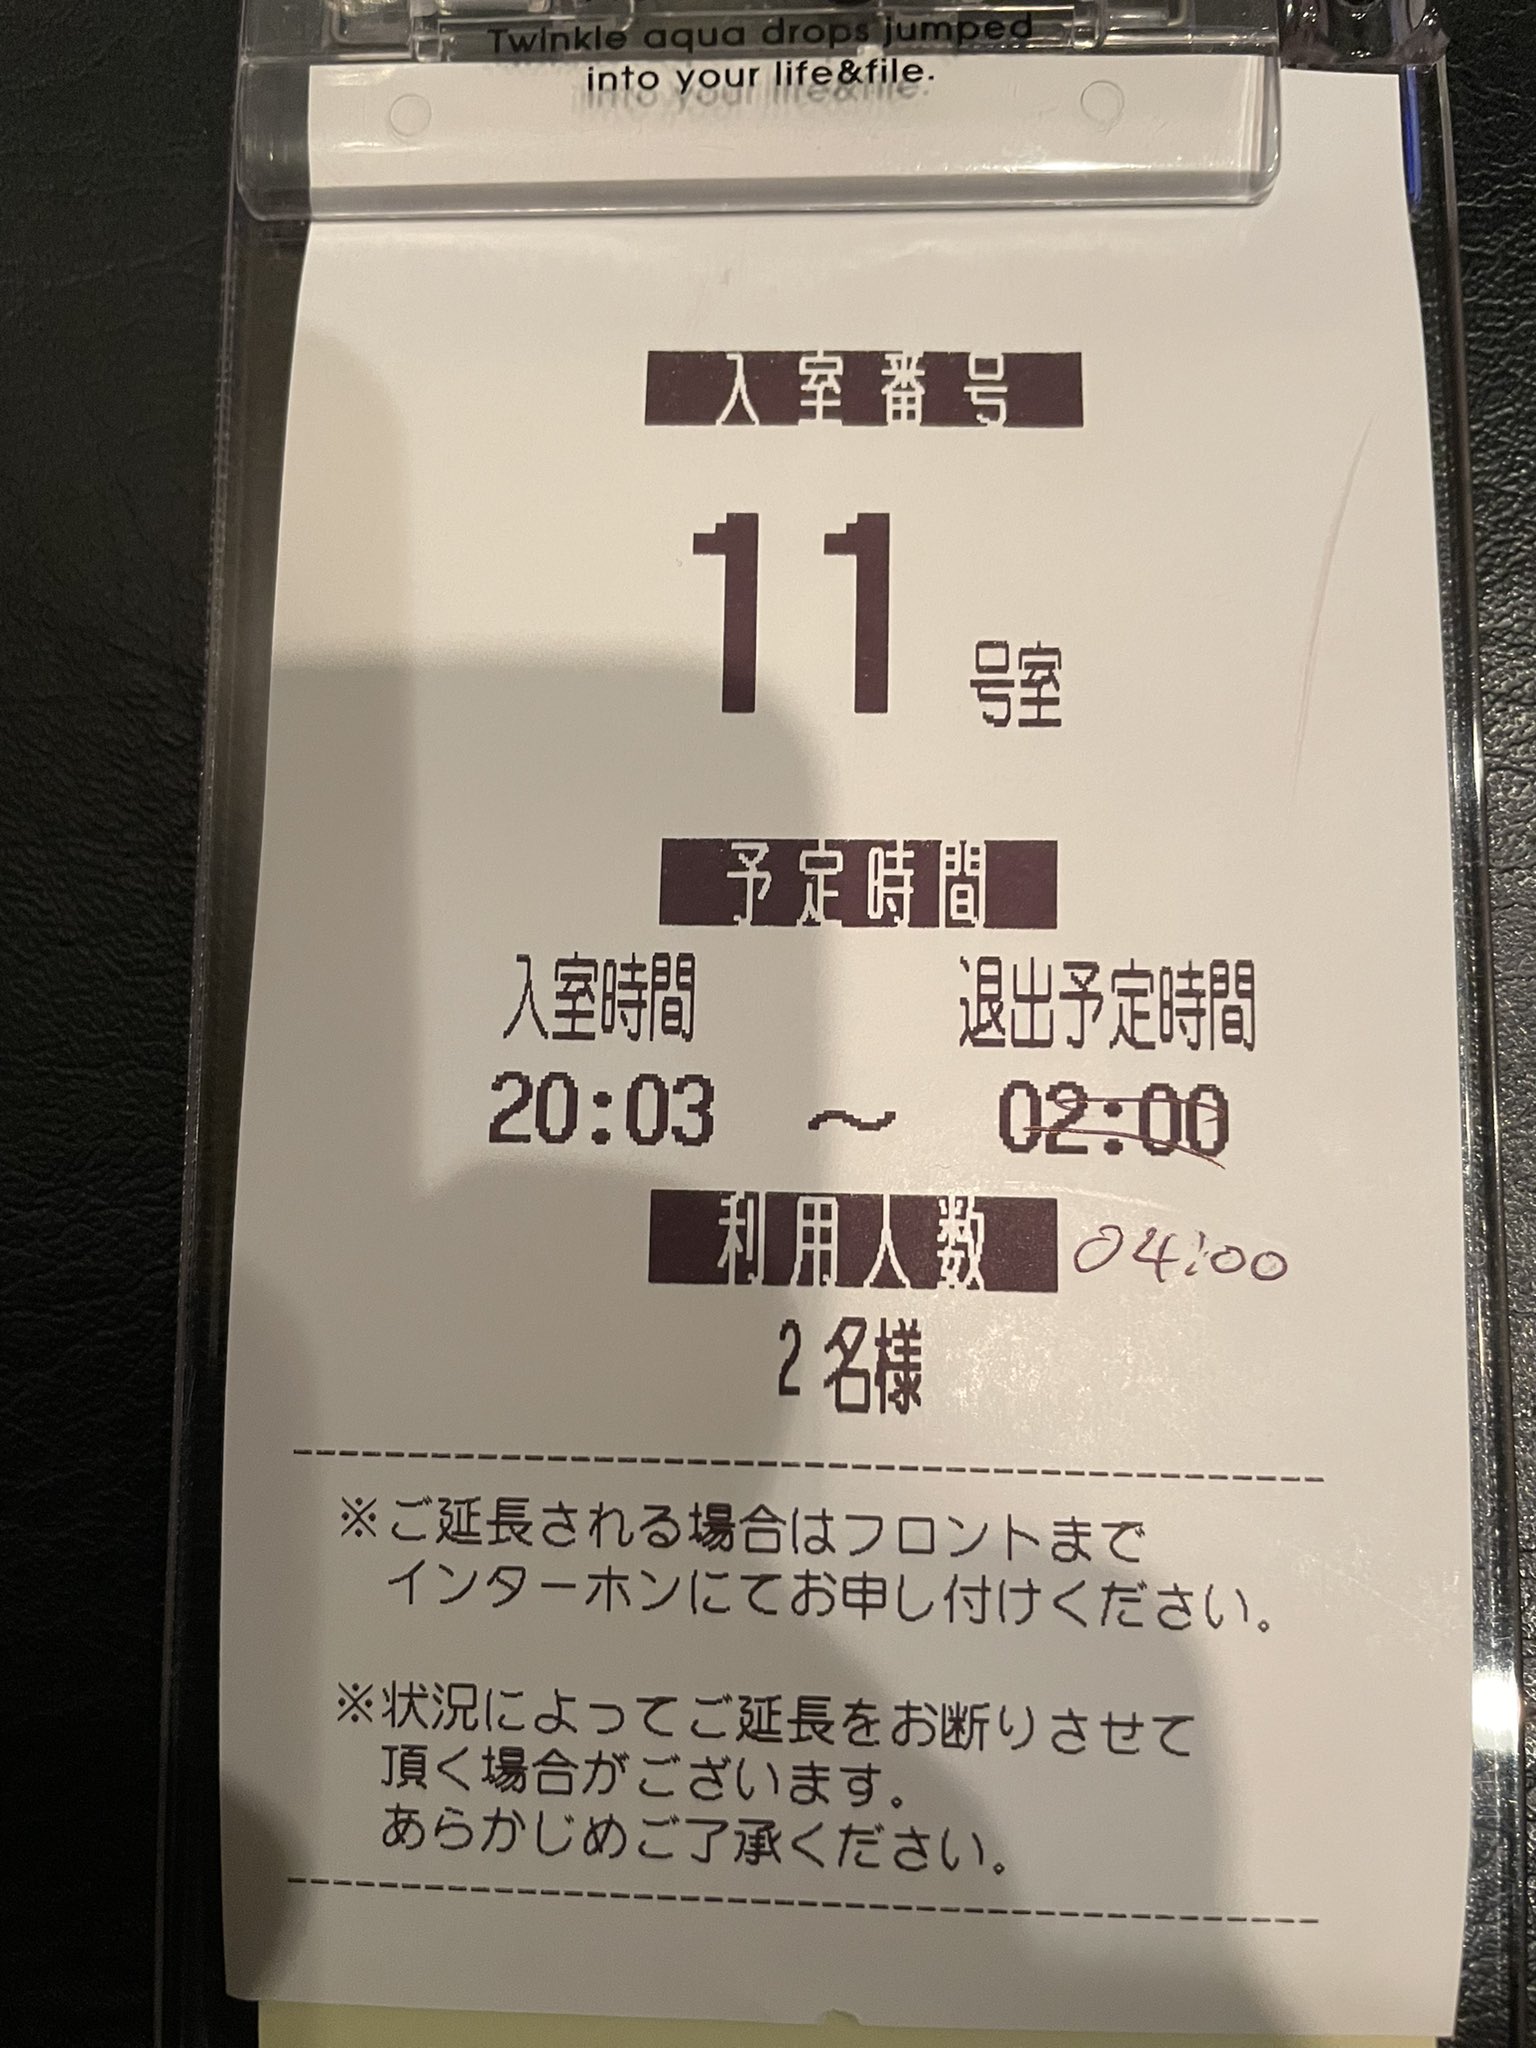 Twinkle aqua drops jumped
into your life&file.
入室番号
11号室
予定時間
入室時間 退出予定時間
20:03 ～ 02:00
利用人数 04:00
2名様
※ご延長される場合はフロントまで
インターホンにてお申し付けください。
※状況によってご延長をお断りさせて
頂く場合がございます。
あらかじめご了承ください。